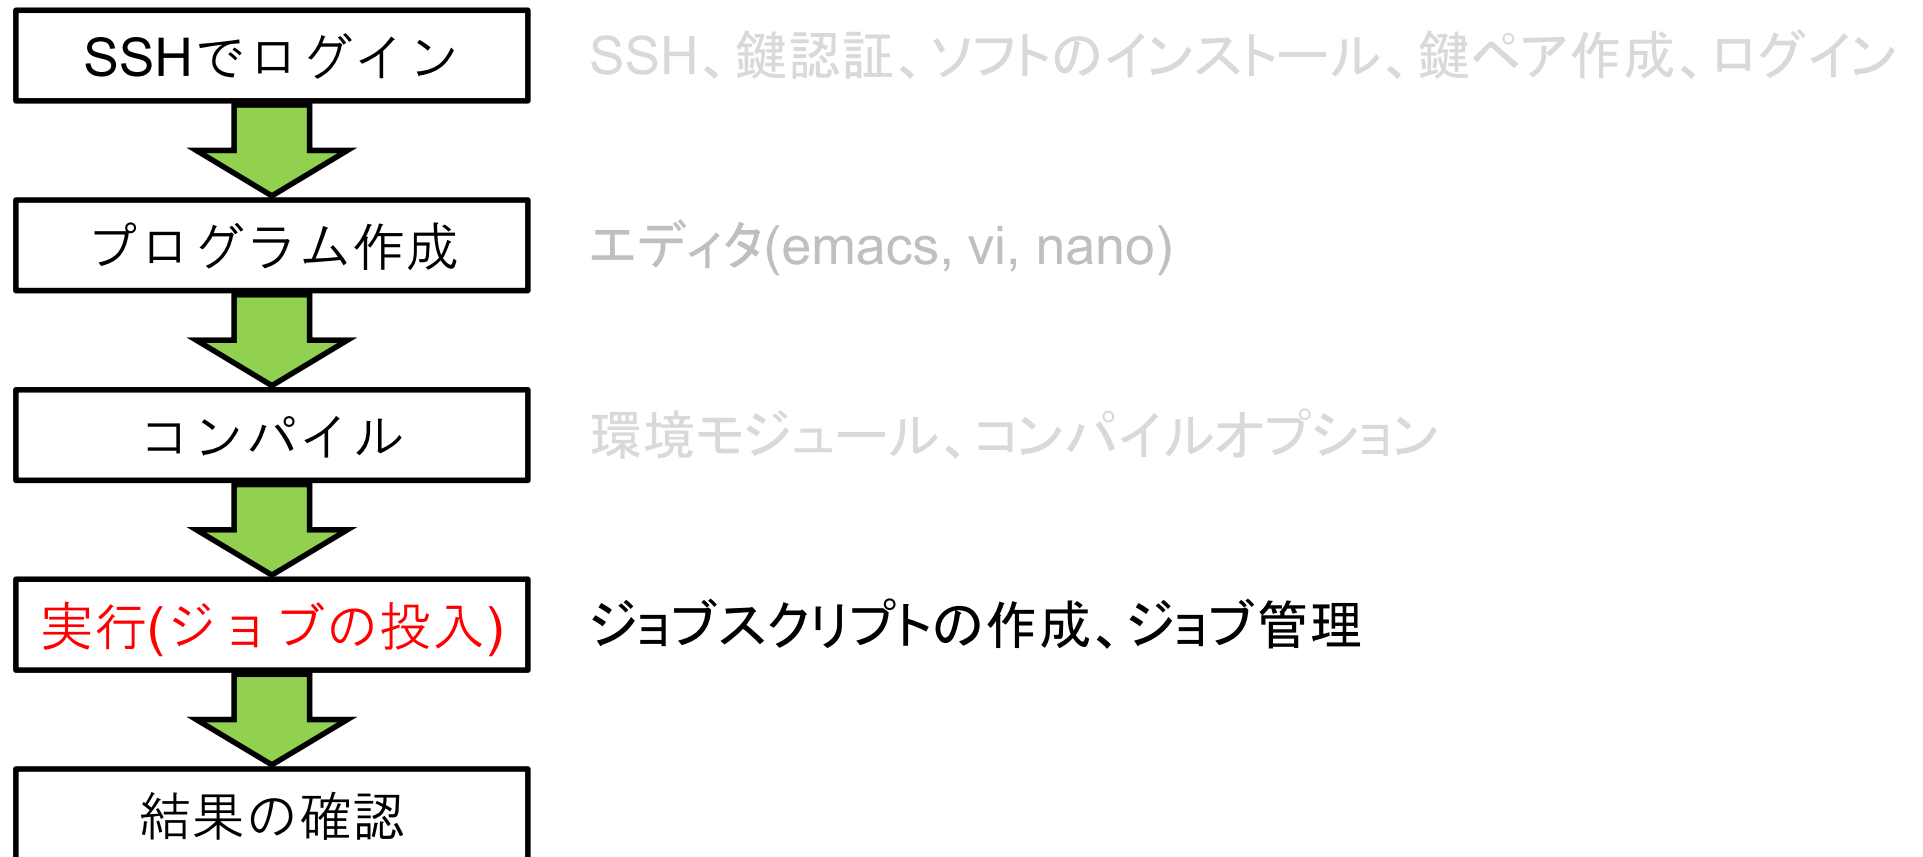 SSHでログイン
SSH、鍵認証、ソフトのインストール、鍵ペア作成、ログイン
プログラム作成
エディタ(emacs, vi, nano)
コンパイル
環境モジュール、コンパイルオプション
実行(ジョブの投入)
ジョブスクリプトの作成、ジョブ管理
結果の確認